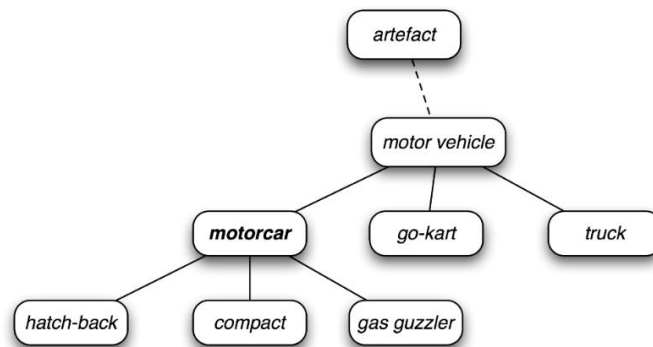 artefact
motor vehicle
motorcar
go-kart
truck
hatch-back
compact
gas guzzler